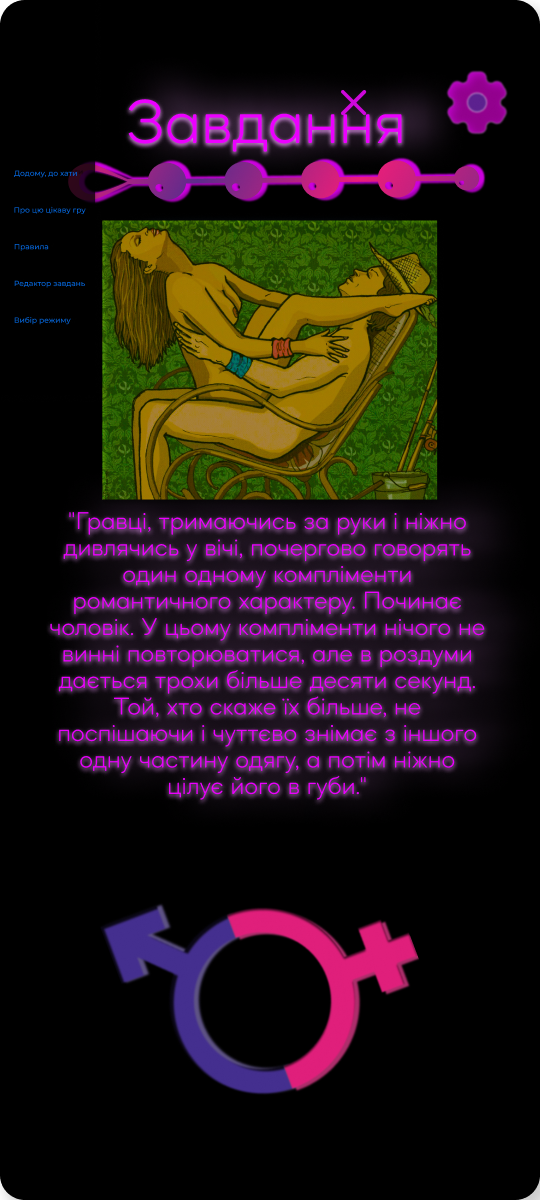 Завдання
Додому, до хати
Про цю цікаву гру
Правила
Редактор завдань
Вибір режиму
"Гравці, тримаючись за руки і ніжно
дивлячись у вічі, почергово говорять
один одному компліменти
романтичного характеру. Починає
чоловік. У цьому компліменти нічого не
винні повторюватися, але в роздуми
дається трохи більше десяти секунд.
Той, хто скаже їх більше, не
поспішаючи і чуттєво знімає з іншого
одну частину одягу, а потім ніжно
цілує його в губи."